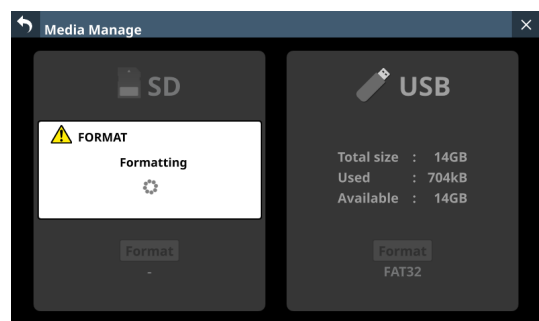 Media Manage
SD
FORMAT
Formatting
Format
-
USB
Total size : 14GB
Used : 704kB
Available : 14GB
Format
FAT32